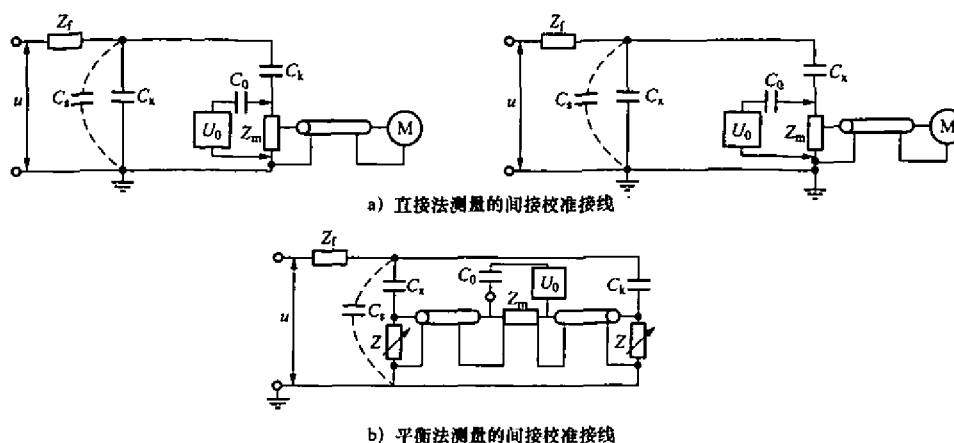 Z_f
C_s
C_x
C_k
C_0
U_0
Z_m
M
u
Z_f
C_s
C_x
C_x
C_0
U_0
Z_m
M
u
a) 直接法测量的间接校准接线
Z_f
C_x
C_s
C_0
U_0
Z_m
C_k
Z
Z
u
b) 平衡法测量的间接校准接线